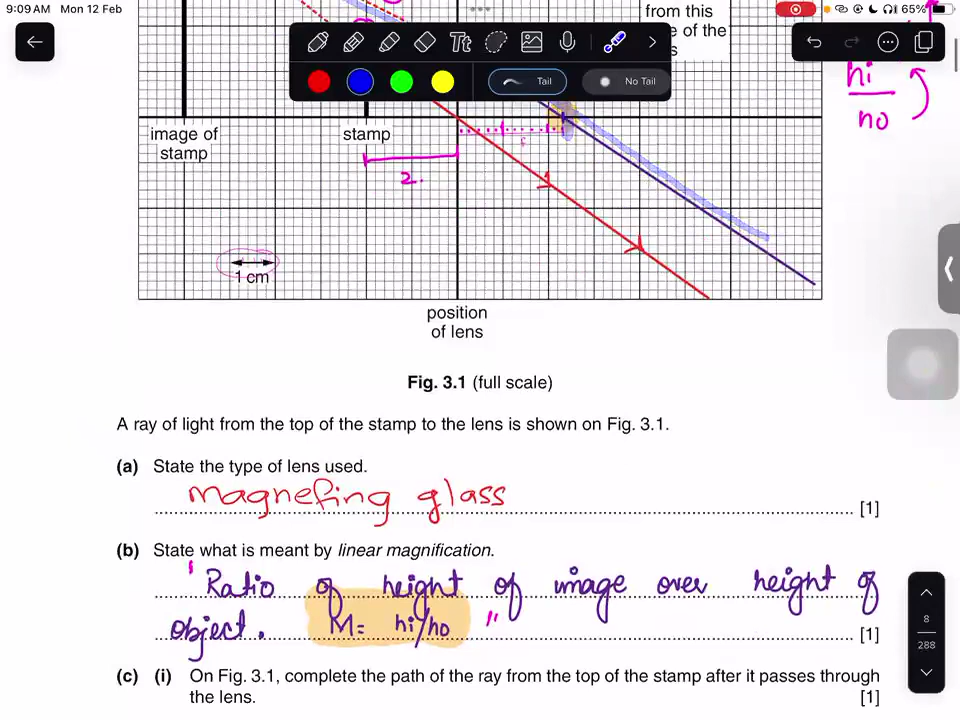 9:09 AM Mon 12 Feb
65%
from this
e of the
s
Tt
Tail
No Tail
hi
no
image of
stamp
stamp
f
2.
1 cm
position
of lens
Fig. 3.1 (full scale)
A ray of light from the top of the stamp to the lens is shown on Fig. 3.1.
(a) State the type of lens used.
magnefing glass
[1]
(b) State what is meant by linear magnification.
" Ratio of height of image over height of
object. M= hi/ho "
[1]
8
288
(c) (i) On Fig. 3.1, complete the path of the ray from the top of the stamp after it passes through
the lens. [1]